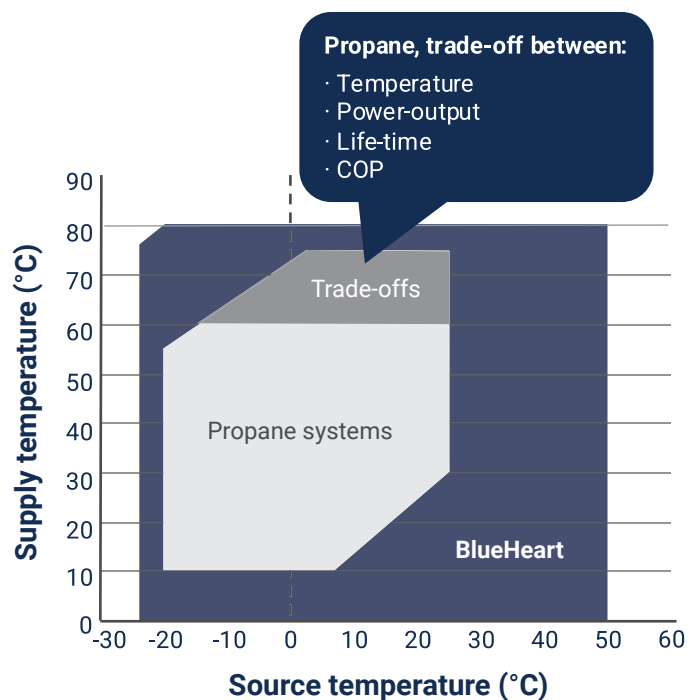 Propane, trade-off between:
· Temperature
· Power-output
· Life-time
· COP
90
80
70
60
50
40
30
20
10
0
Supply temperature (°C)
Trade-offs
Propane systems
BlueHeart
-30 -20 -10 0 10 20 30 40 50 60
Source temperature (°C)